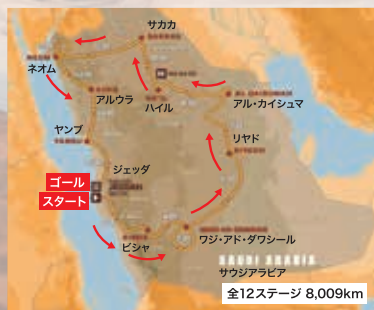 サカカ
ネオム
NEOM
アルウラ
ハイル
アル・カイシュマ
ヤンブ
リヤド
ジェッダ
ゴール
スタート
ビシャ
ワジ・アド・ダワシール
SAUDI ARABIA
サウジアラビア
全12ステージ 8,009km